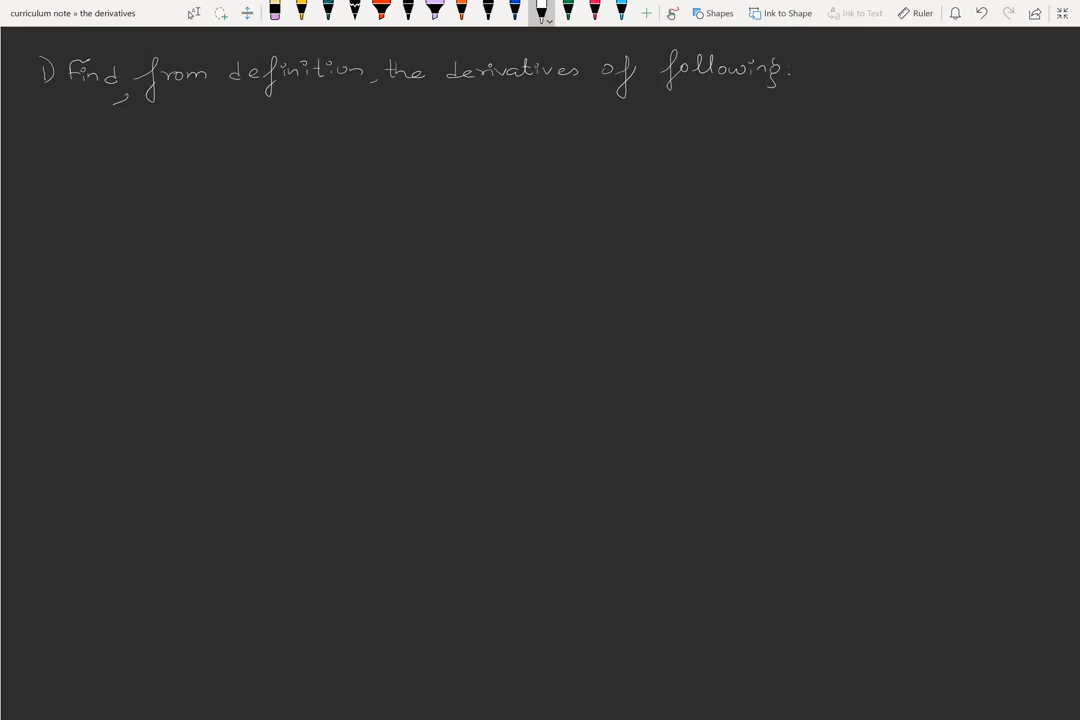 curriculum note » the derivatives
Shapes
Ink to Shape
Ink to Text
Ruler
1) Find, from definition, the derivatives of following: